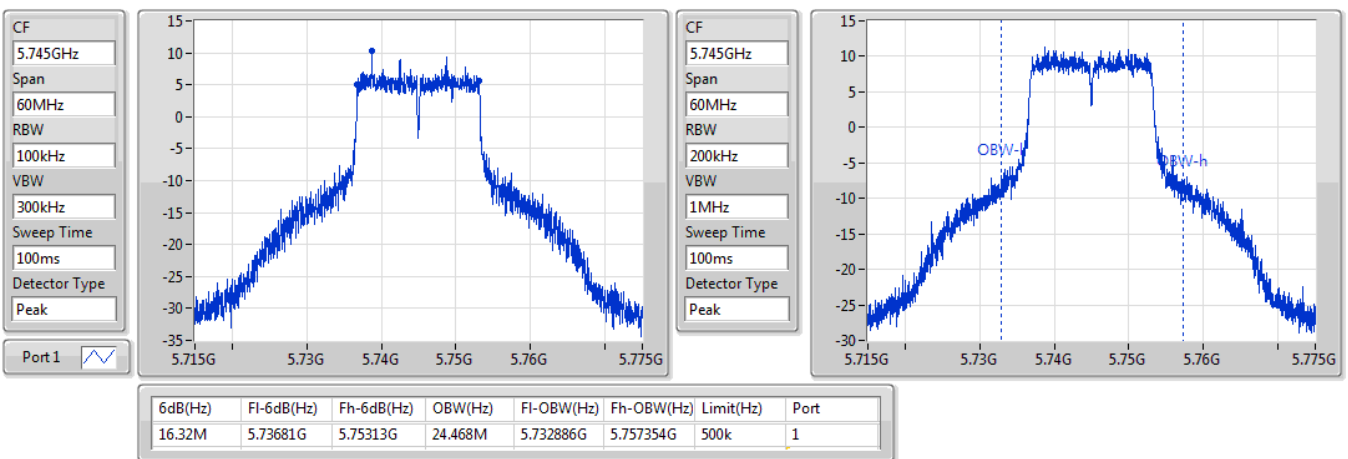 CF
5.745GHz
Span
60MHz
RBW
100kHz
VBW
300kHz
Sweep Time
100ms
Detector Type
Peak
Port 1
15
10
5
0
-5
-10
-15
-20
-25
-30
-35
5.715G 5.73G 5.74G 5.75G 5.76G 5.775G
CF
5.745GHz
Span
60MHz
RBW
200kHz
VBW
1MHz
Sweep Time
100ms
Detector Type
Peak
15
10
5
0
-5
-10
-15
-20
-25
-30
OBW-l
OBW-h
5.715G 5.73G 5.74G 5.75G 5.76G 5.775G
6dB(Hz) Fl-6dB(Hz) Fh-6dB(Hz) OBW(Hz) Fl-OBW(Hz) Fh-OBW(Hz) Limit(Hz) Port
16.32M 5.73681G 5.75313G 24.468M 5.732886G 5.757354G 500k 1